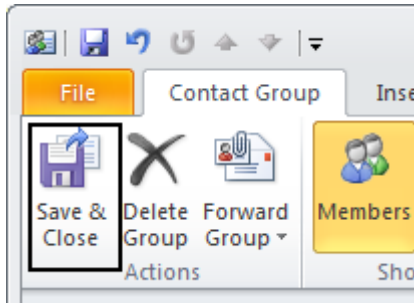 File Contact Group Inse
Save & Delete Forward Members
Close Group Group
Actions Sho